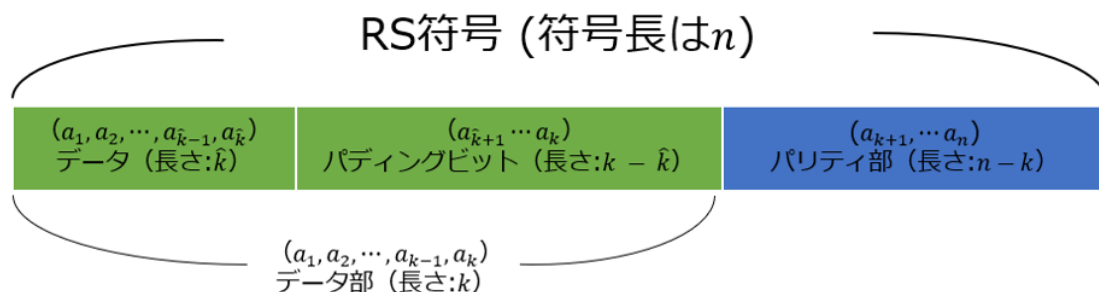 RS符号 (符号長はn)
(a₁, a₂, ⋯, a_{k̂−1}, a_{k̂})
データ（長さ:k̂）
(a_{k̂+1} ⋯ a_k)
パディングビット（長さ:k − k̂）
(a_{k+1}, ⋯ a_n)
パリティ部（長さ:n − k）
(a₁, a₂, ⋯, a_{k−1}, a_k)
データ部（長さ:k）